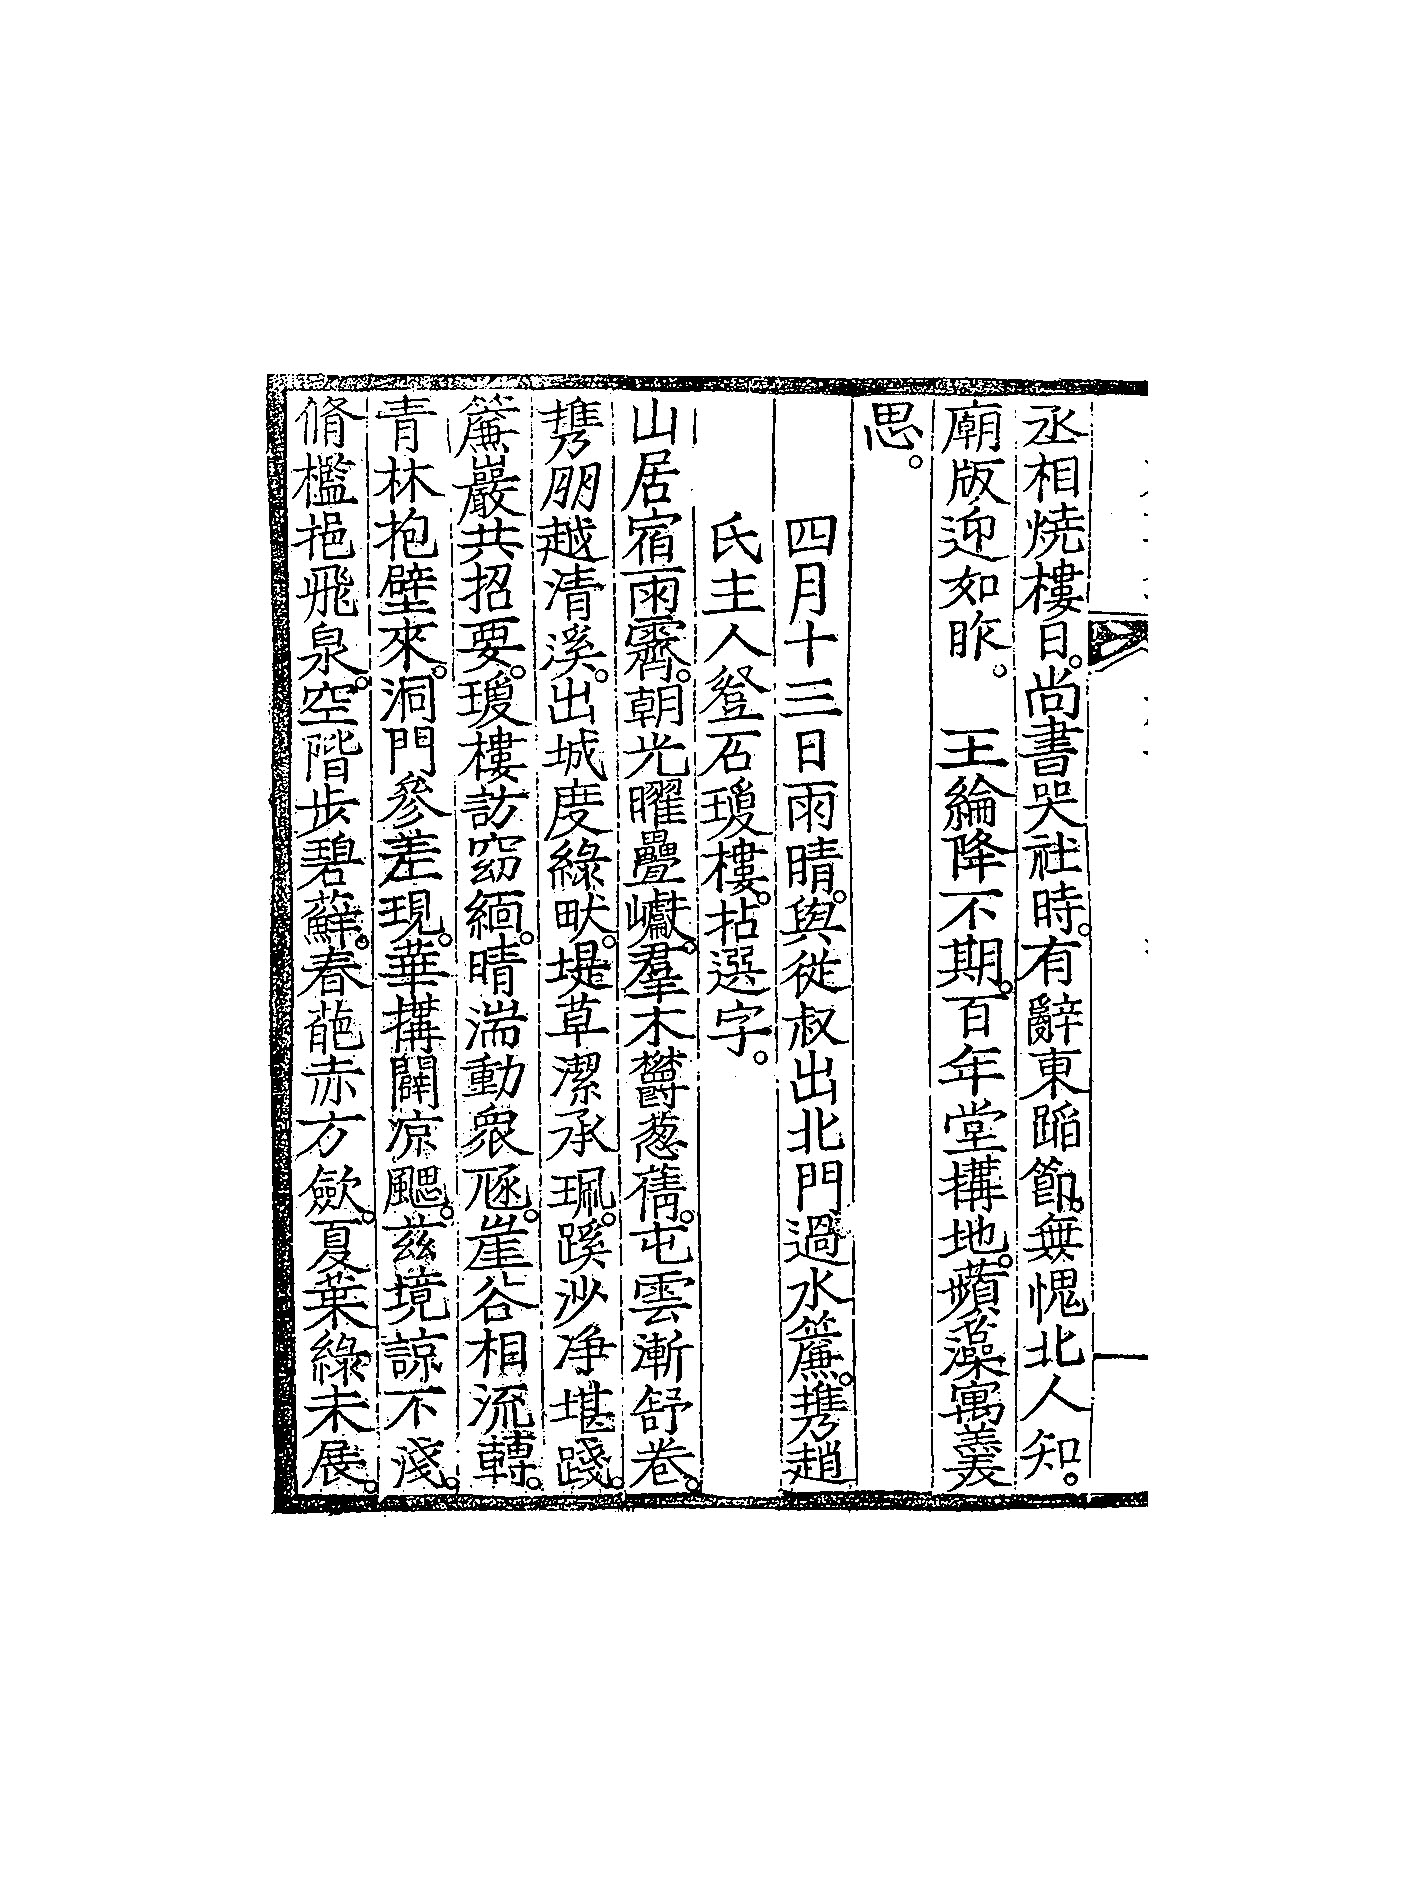 丞相燒樓日。尚書哭社時。有辭東蹈節。無愧北人知。
廟版迎如昨。　王綸降不期。百年堂搆地。蘋藻寓羹
思。
四月十三日雨晴。與從叔出北門過水簾。携趙
氏主人登石瓊樓。拈選字。
山居宿雨霽。朝光曜疊巘。羣木欝葱蒨。屯雲漸舒卷。
携朋越清溪。出城度綠畎。堤草潔承珮。蹊沙净堪踐。
簾巖共招要。瓊樓訪窈緬。晴湍動衆㴜。崖谷相流轉。
青林抱壁來。洞門參差現。華搆闢凉颸。兹境諒不淺。
脩檻挹飛泉。空階步碧蘚。春葩赤方歛。夏葉綠未展。